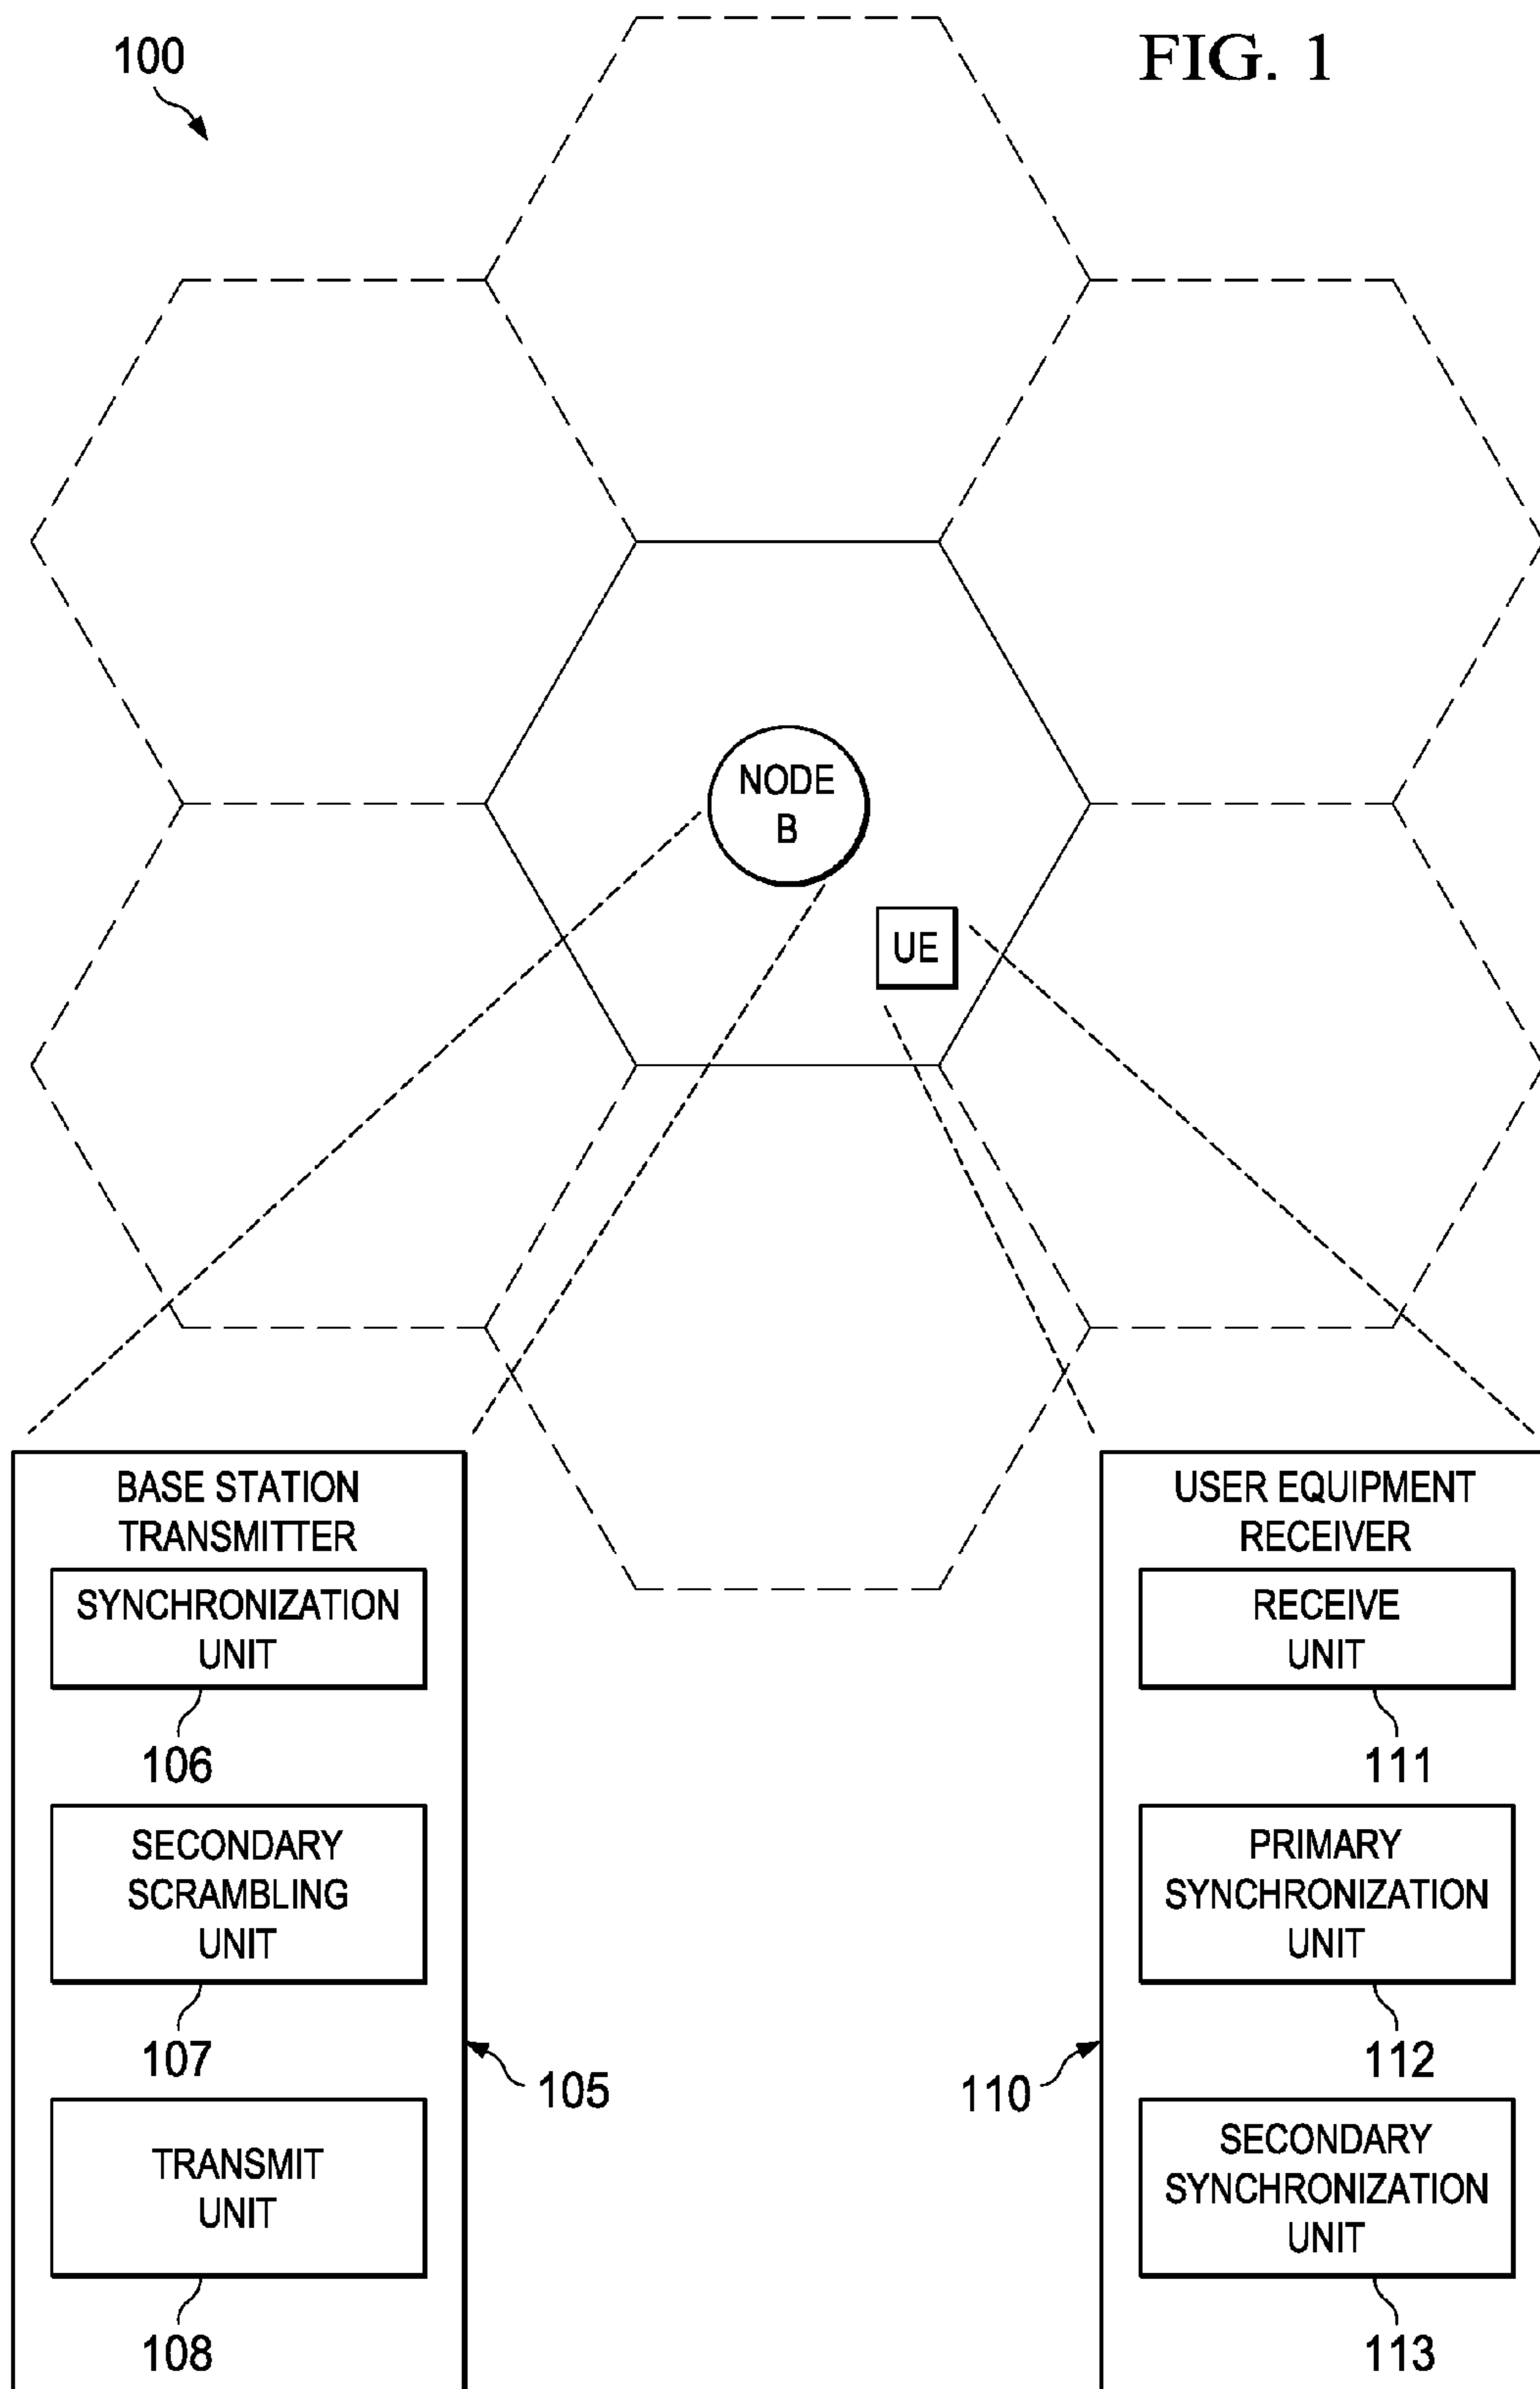 100
FIG. 1
NODE
B
UE
BASE STATION
TRANSMITTER
SYNCHRONIZATION
UNIT
106
SECONDARY
SCRAMBLING
UNIT
107
105
TRANSMIT
UNIT
108
USER EQUIPMENT
RECEIVER
RECEIVE
UNIT
111
PRIMARY
SYNCHRONIZATION
UNIT
112
110
SECONDARY
SYNCHRONIZATION
UNIT
113